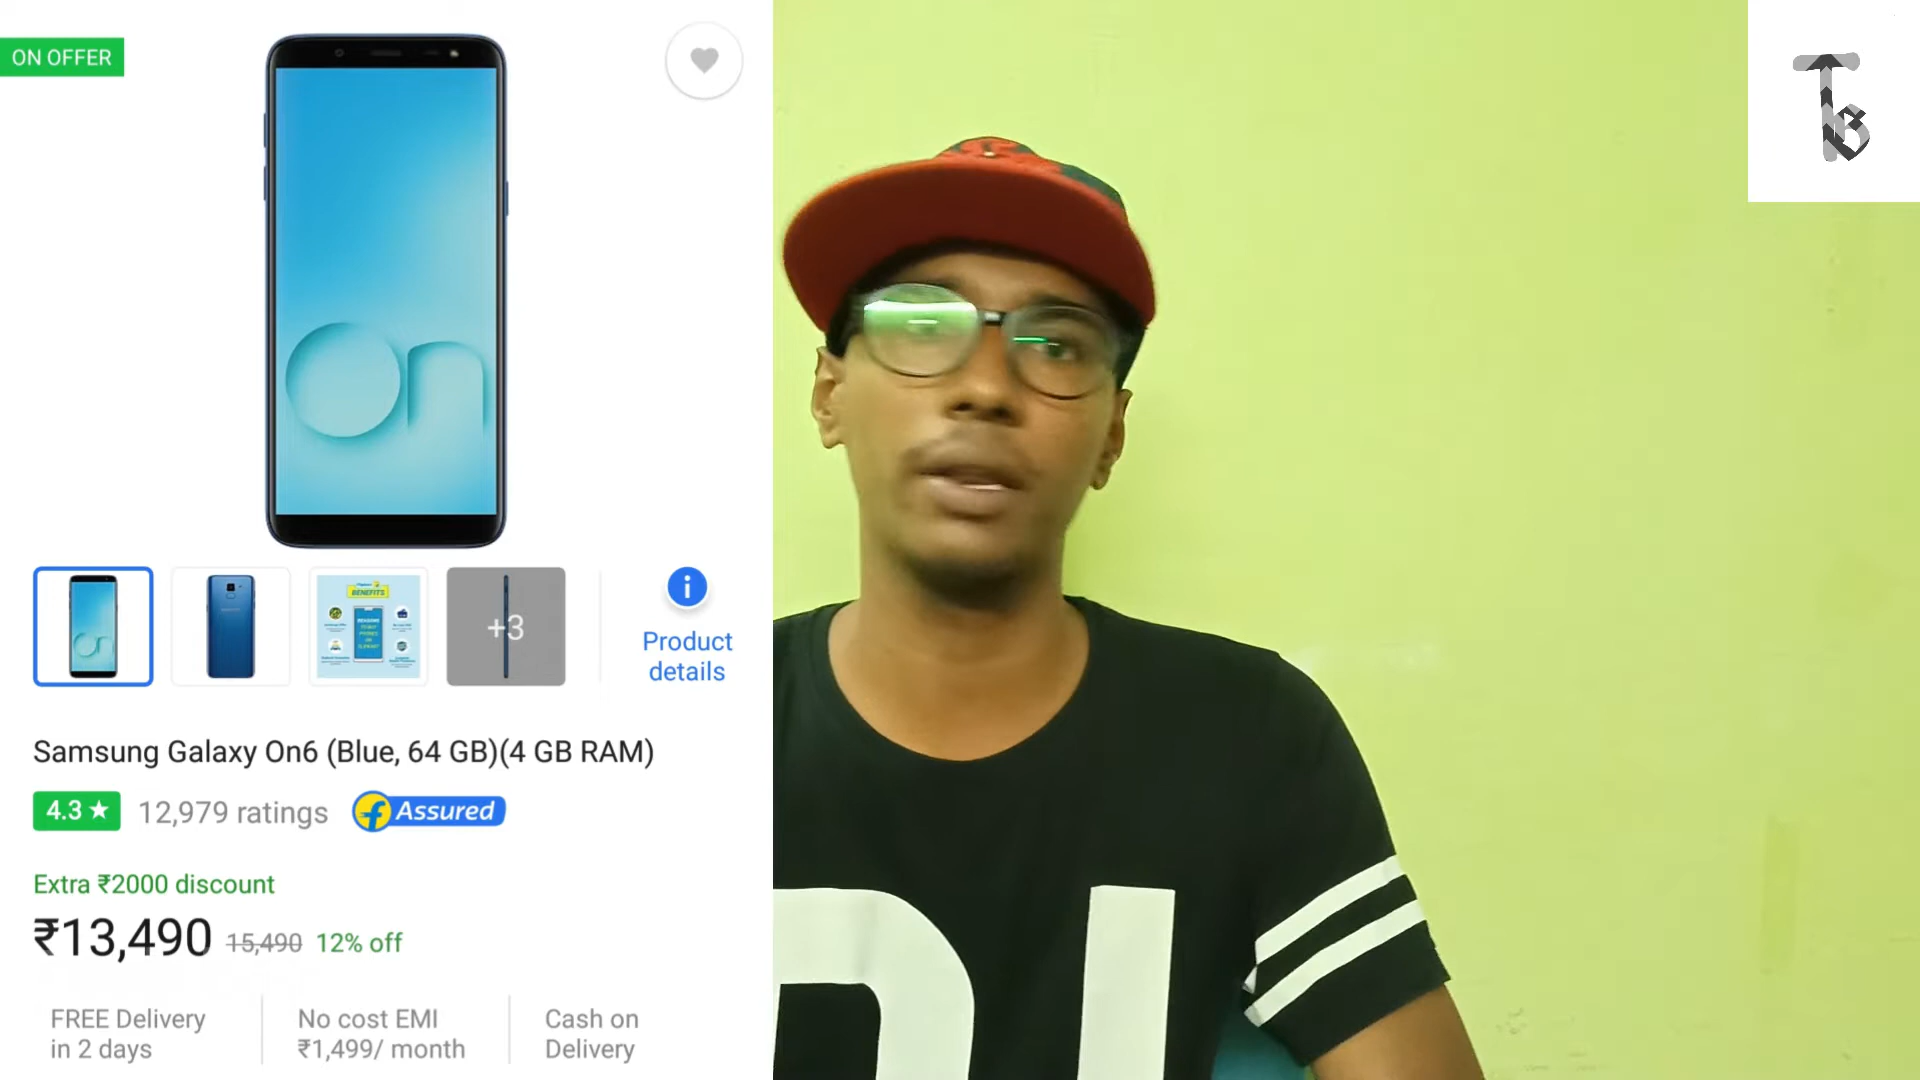 ON OFFER
BENEFITS
+3
i
Product
details
Samsung Galaxy On6 (Blue, 64 GB)(4 GB RAM)
4.3 ★ 12,979 ratings f Assured
Extra ₹2000 discount
₹13,490 15,490 12% off
FREE Delivery
in 2 days
No cost EMI
₹1,499/ month
Cash on
Delivery
on